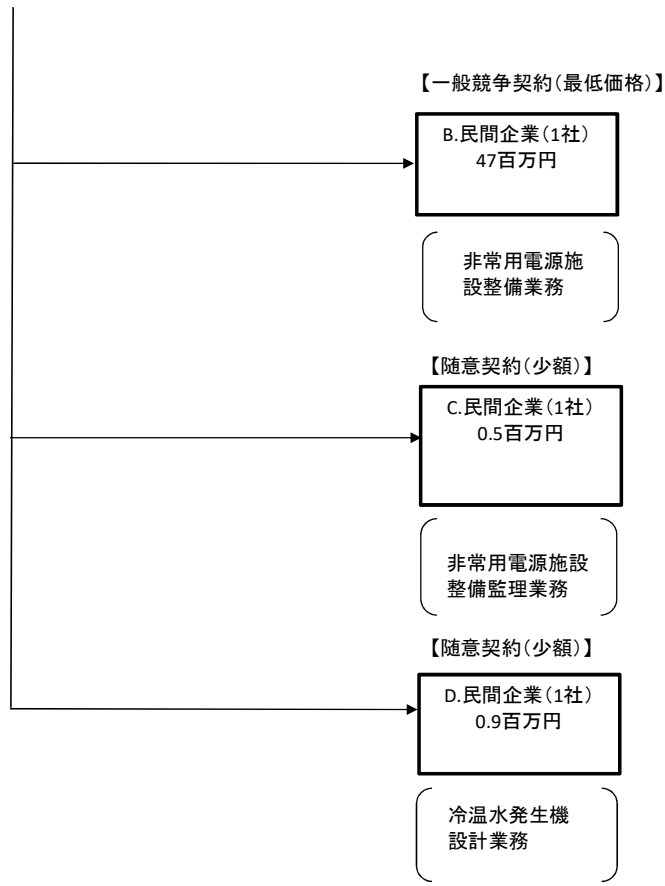 【一般競争契約（最低価格）】
B.民間企業（1社）
47百万円
非常用電源施
設整備業務
【随意契約（少額）】
C.民間企業（1社）
0.5百万円
非常用電源施設
整備監理業務
【随意契約（少額）】
D.民間企業（1社）
0.9百万円
冷温水発生機
設計業務